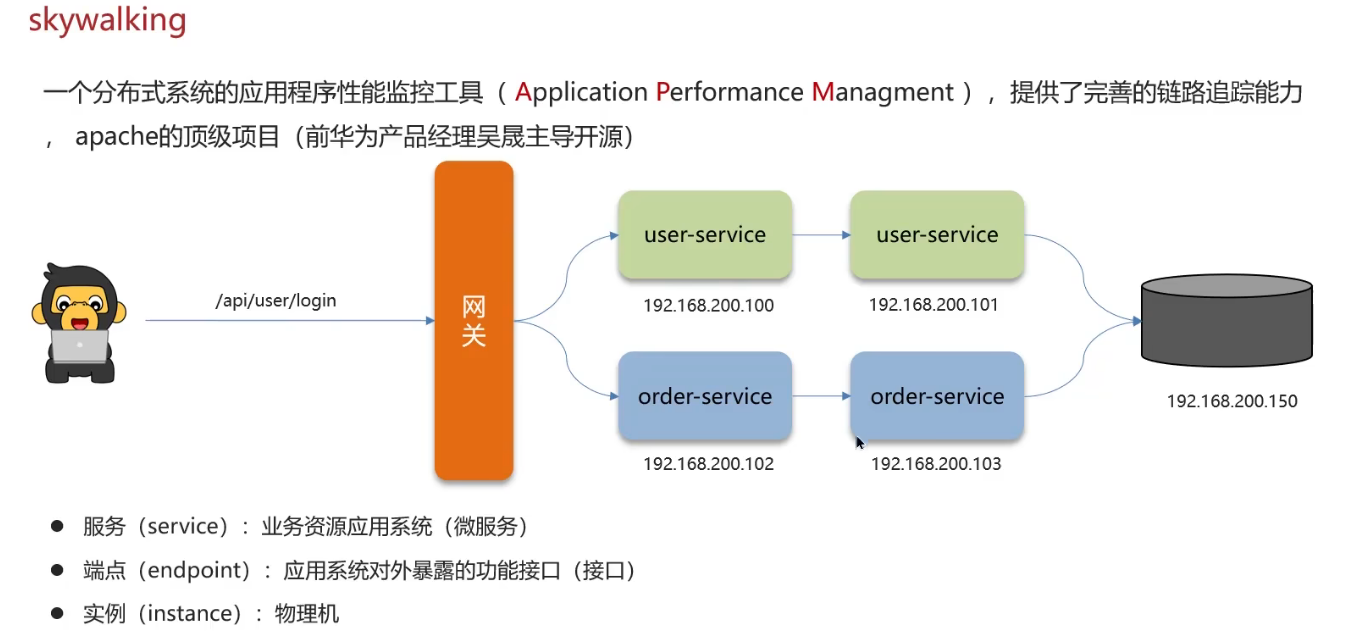 skywalking
一个分布式系统的应用程序性能监控工具（ Application Performance Managment ），提供了完善的链路追踪能力
， apache的顶级项目（前华为产品经理吴晟主导开源）
/api/user/login
网
关
user-service
user-service
192.168.200.100
192.168.200.101
order-service
order-service
192.168.200.102
192.168.200.103
192.168.200.150
● 服务（service）：业务资源应用系统（微服务）
● 端点（endpoint）：应用系统对外暴露的功能接口（接口）
● 实例（instance）：物理机